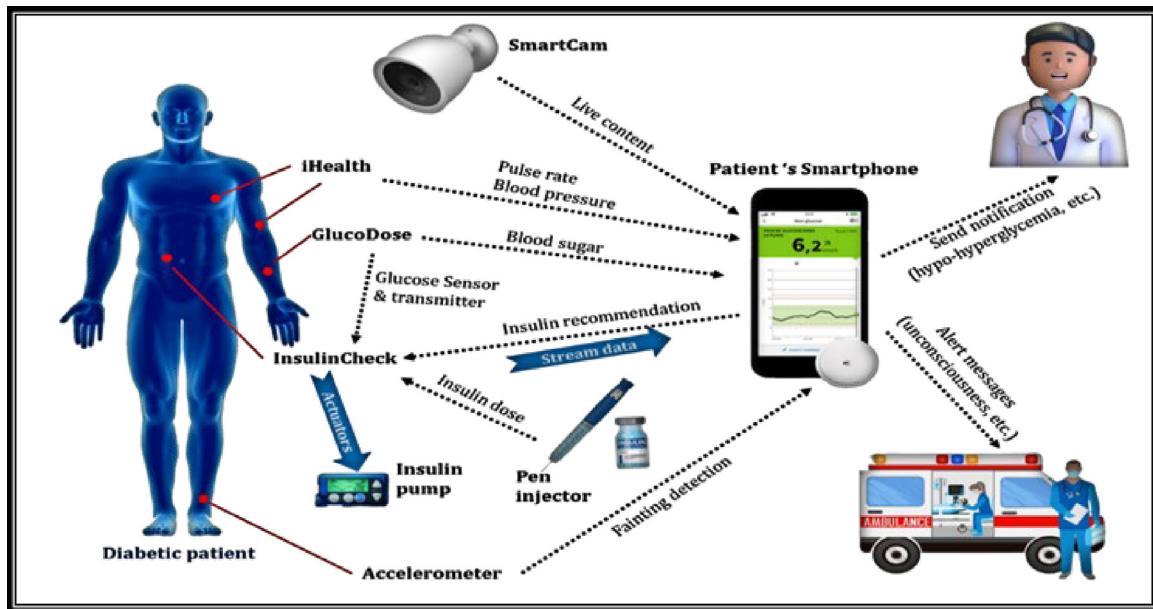 SmartCam
Live content
iHealth
Pulse rate
Blood pressure
Patient 's Smartphone
6,2
GlucoDose
Blood sugar
Glucose Sensor
& transmitter
Send notification
(hypo-hyperglycemia, etc.)
Insulin recommendation
Stream data
InsulinCheck
Insulin dose
Actuators
Insulin
pump
Pen
injector
INSULIN
Alert messages
(unconsciousness, etc.)
Fainting detection
AMBULANCE
Diabetic patient
Accelerometer